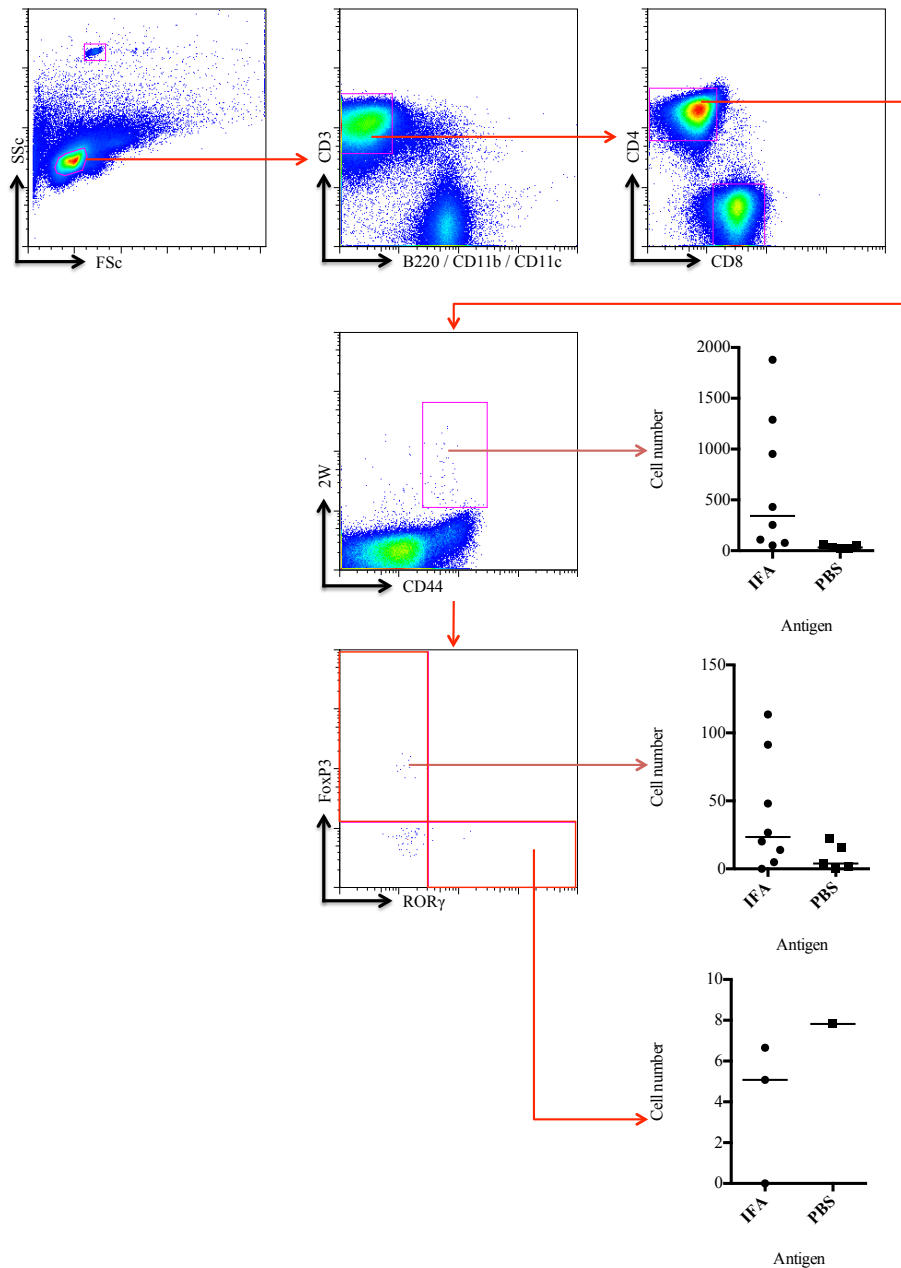 SSc
FSc
CD3
B220 / CD11b / CD11c
CD4
CD8
2W
CD44
2000
1500
1000
500
0
Cell number
IFA
PBS
Antigen
FoxP3
RORγ
150
100
50
0
Cell number
IFA
PBS
Antigen
10
8
6
4
2
0
Cell number
IFA
PBS
Antigen